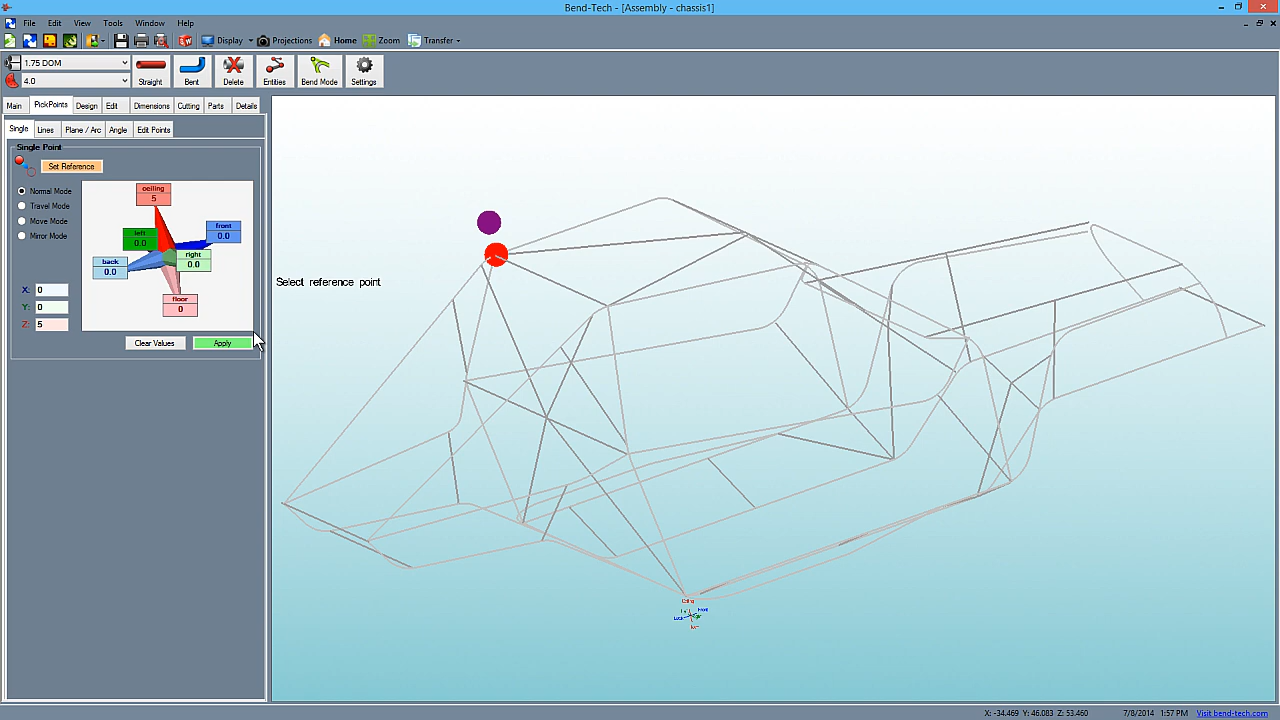 Bend-Tech - [Assembly - chassis1]
File Edit View Tools Window Help
Display Projections Home Zoom Transfer
1.75 DOM
4.0
Straight Bent Delete Entities Bend Mode Settings
Main PickPoints Design Edit Dimensions Cutting Parts Details
Single Lines Plane / Arc Angle Edit Points
Single Point
Set Reference
Normal Mode
Travel Mode
Move Mode
Mirror Mode
ceiling
5
left
0.0
front
0.0
back
0.0
right
0.0
floor
0
X: 0
Y: 0
Z: 5
Clear Values Apply
Select reference point
Ceiling
Front
X: -34.469 Y: 46.083 Z: 53.460 7/8/2014 1:57 PM Visit bend-tech.com